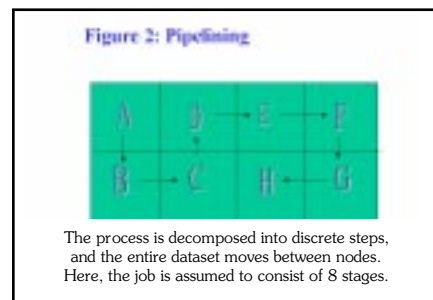 Figure 2: Pipelining
A D E F
B C H G
The process is decomposed into discrete steps,
and the entire dataset moves between nodes.
Here, the job is assumed to consist of 8 stages.